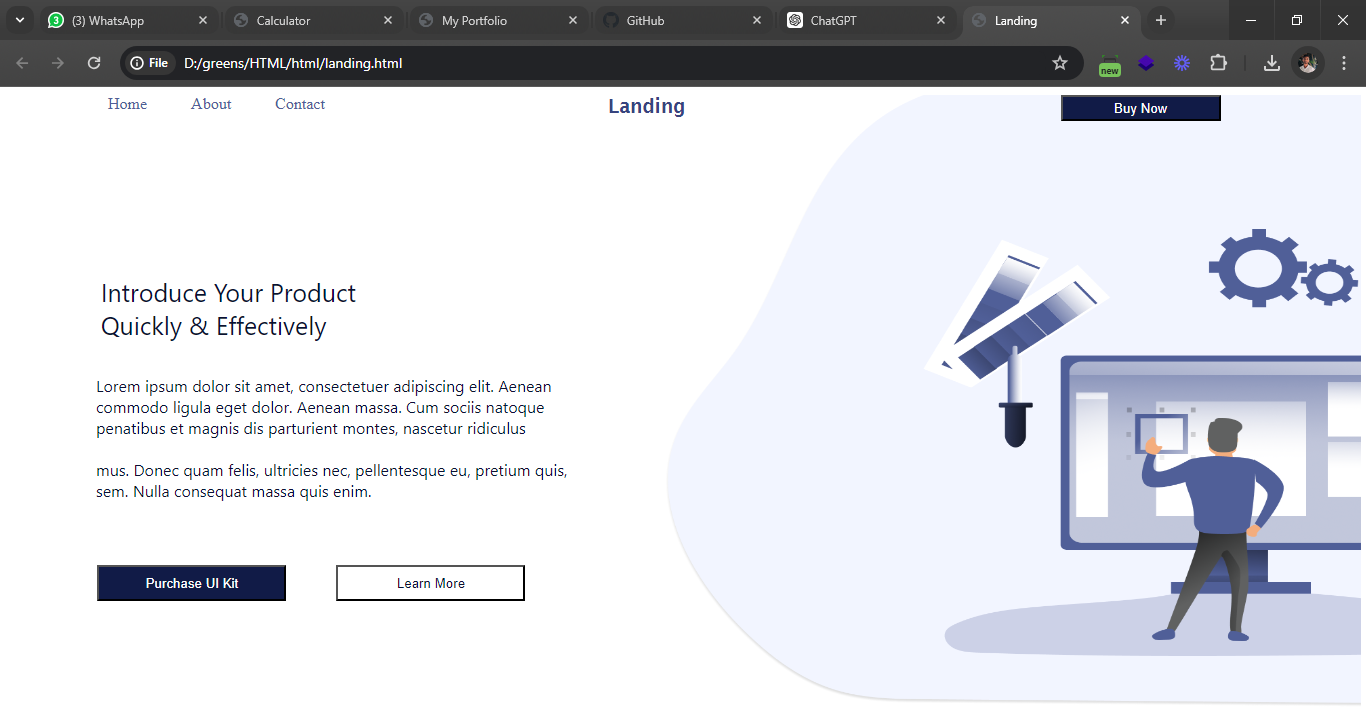 3
(3) WhatsApp
Calculator
My Portfolio
GitHub
ChatGPT
Landing
File
D:/greens/HTML/html/landing.html
new
Home
About
Contact
Landing
Buy Now
Introduce Your Product
Quickly & Effectively
Lorem ipsum dolor sit amet, consectetuer adipiscing elit. Aenean
commodo ligula eget dolor. Aenean massa. Cum sociis natoque
penatibus et magnis dis parturient montes, nascetur ridiculus
mus. Donec quam felis, ultricies nec, pellentesque eu, pretium quis,
sem. Nulla consequat massa quis enim.
Purchase UI Kit
Learn More